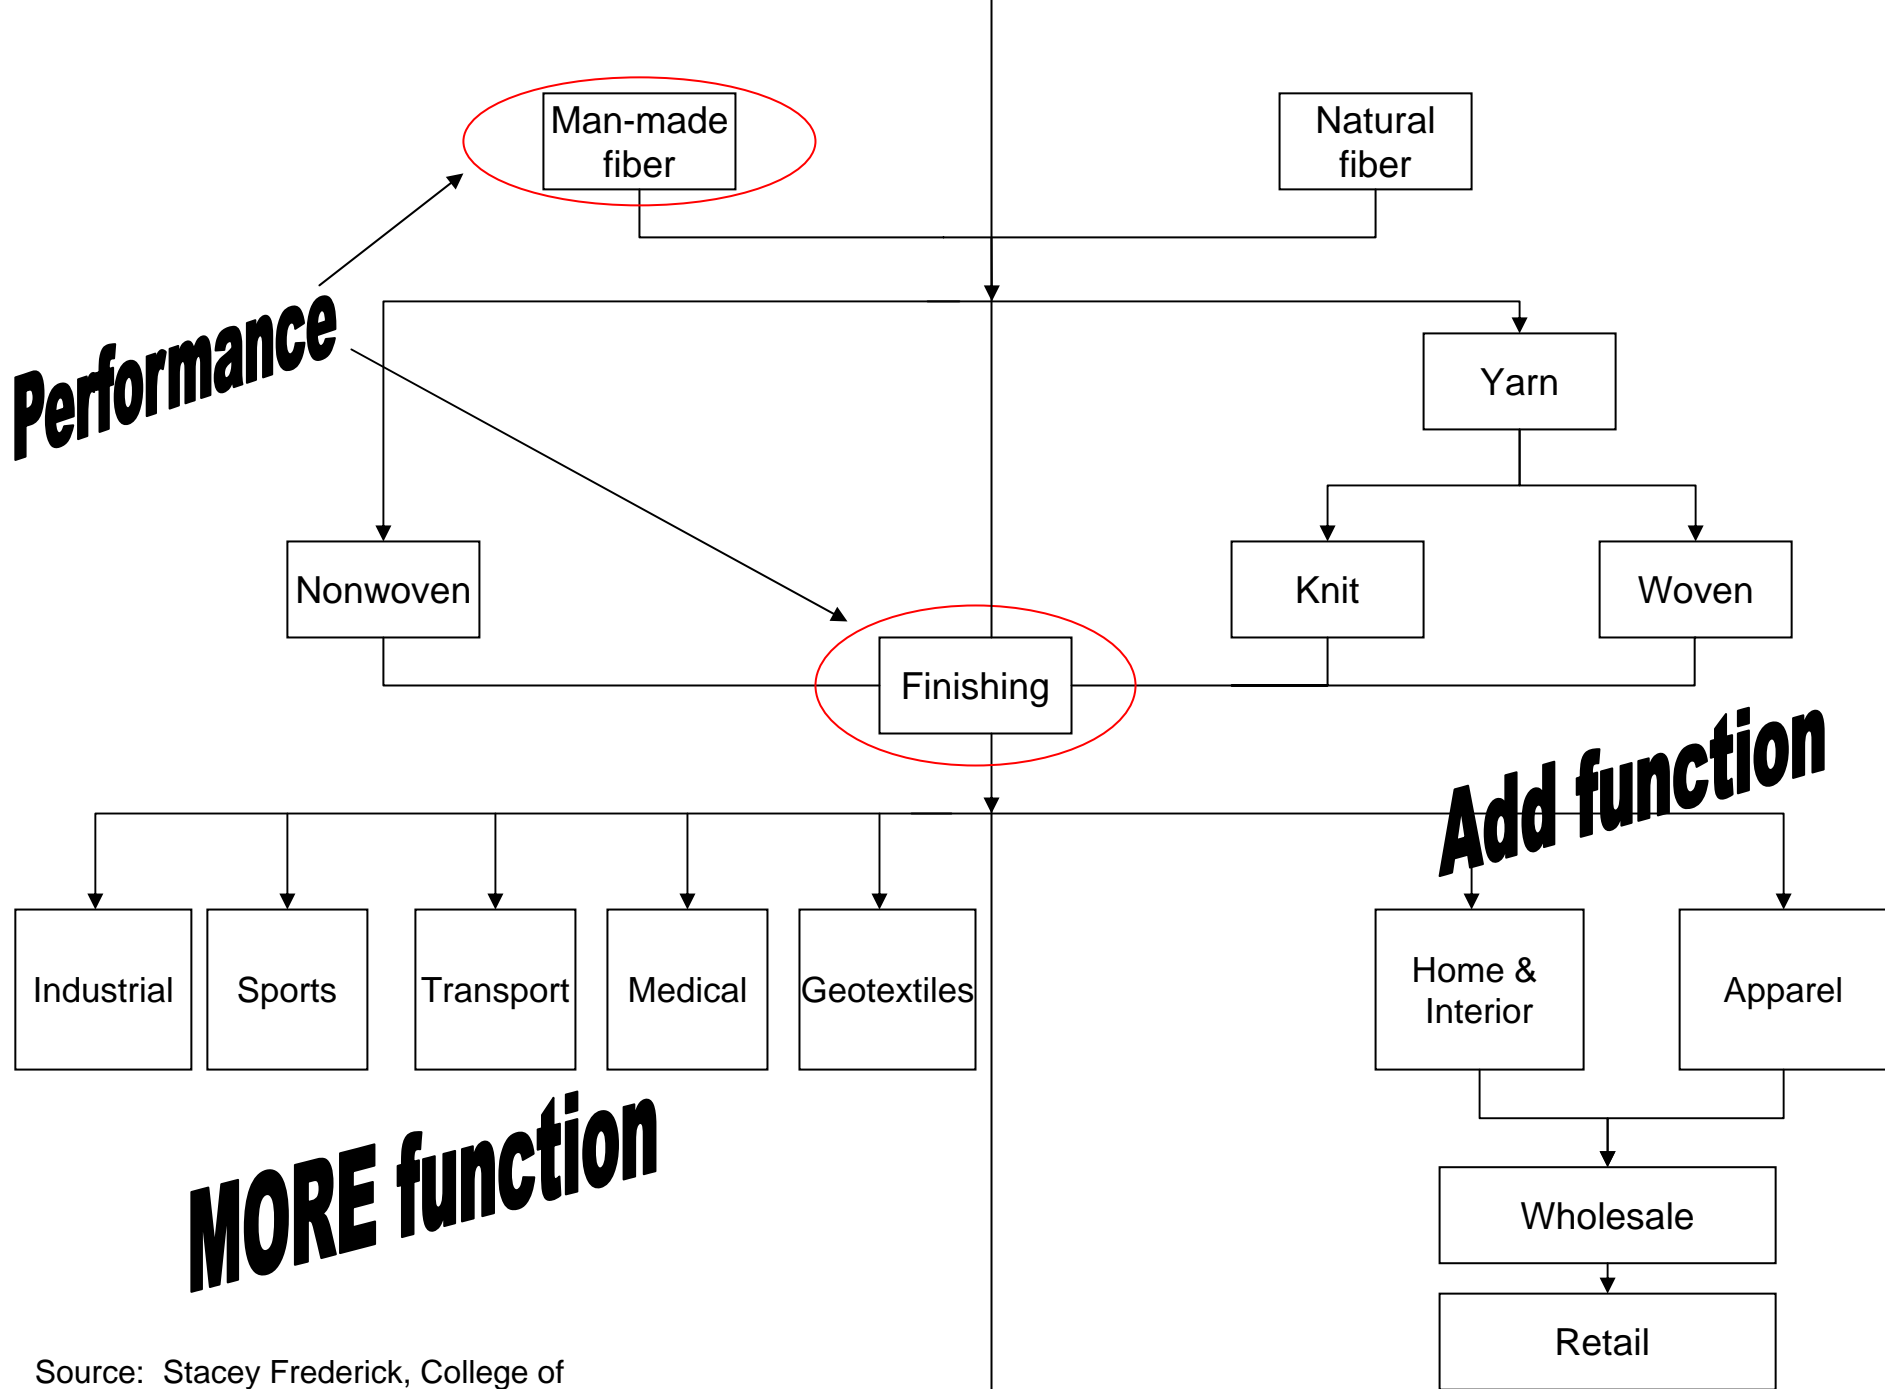 Man-made
fiber
Natural
fiber
Performance
Yarn
Nonwoven
Knit
Woven
Finishing
Add function
Industrial
Sports
Transport
Medical
Geotextiles
Home &
Interior
Apparel
MORE function
Wholesale
Retail
Source: Stacey Frederick, College of